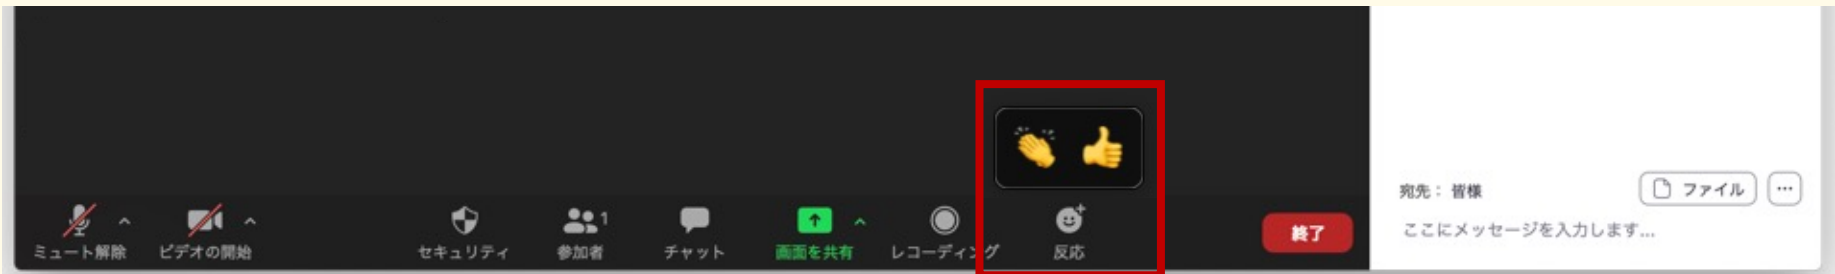 ミュート解除
ビデオの開始
セキュリティ
1
参加者
チャット
画面を共有
レコーディング
反応
終了
宛先： 皆様
ファイル
ここにメッセージを入力します...